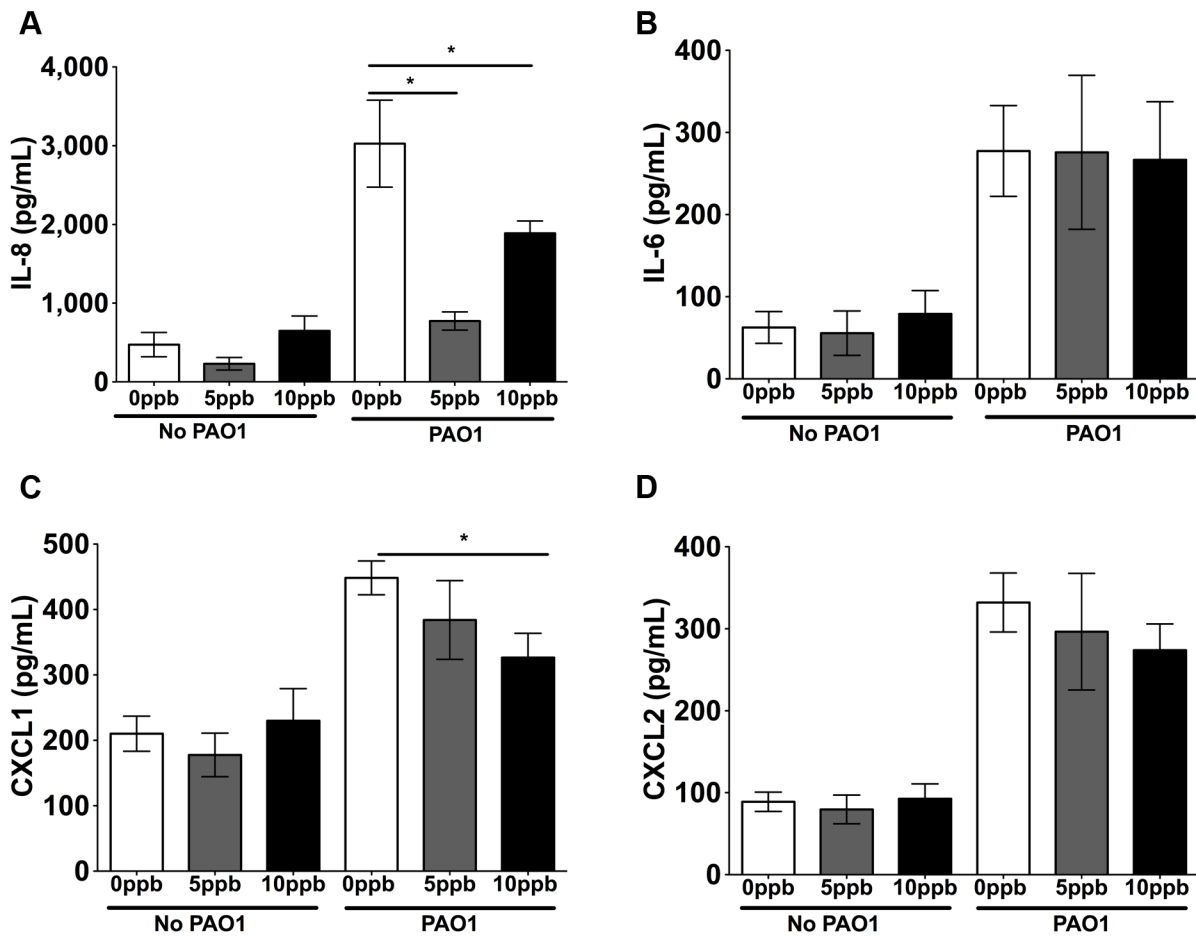 A
IL-8 (pg/mL)
4,000
3,000
2,000
1,000
0
*
*
0ppb 5ppb 10ppb 0ppb 5ppb 10ppb
No PAO1 PAO1
B
IL-6 (pg/mL)
400
300
200
100
0
0ppb 5ppb 10ppb 0ppb 5ppb 10ppb
No PAO1 PAO1
C
CXCL1 (pg/mL)
500
400
300
200
100
0
*
0ppb 5ppb 10ppb 0ppb 5ppb 10ppb
No PAO1 PAO1
D
CXCL2 (pg/mL)
400
300
200
100
0
0ppb 5ppb 10ppb 0ppb 5ppb 10ppb
No PAO1 PAO1